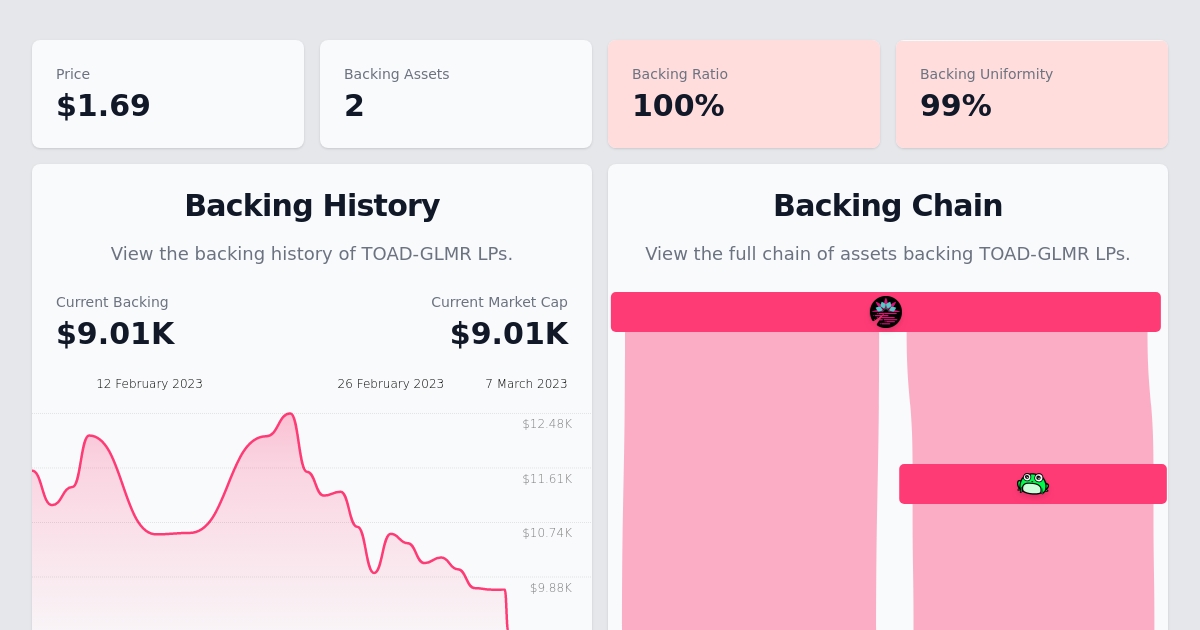 Price
$1.69
Backing Assets
2
Backing Ratio
100%
Backing Uniformity
99%
Backing History
View the backing history of TOAD-GLMR LPs.
Current Backing
$9.01K
Current Market Cap
$9.01K
12 February 2023
26 February 2023
7 March 2023
$12.48K
$11.61K
$10.74K
$9.88K
Backing Chain
View the full chain of assets backing TOAD-GLMR LPs.